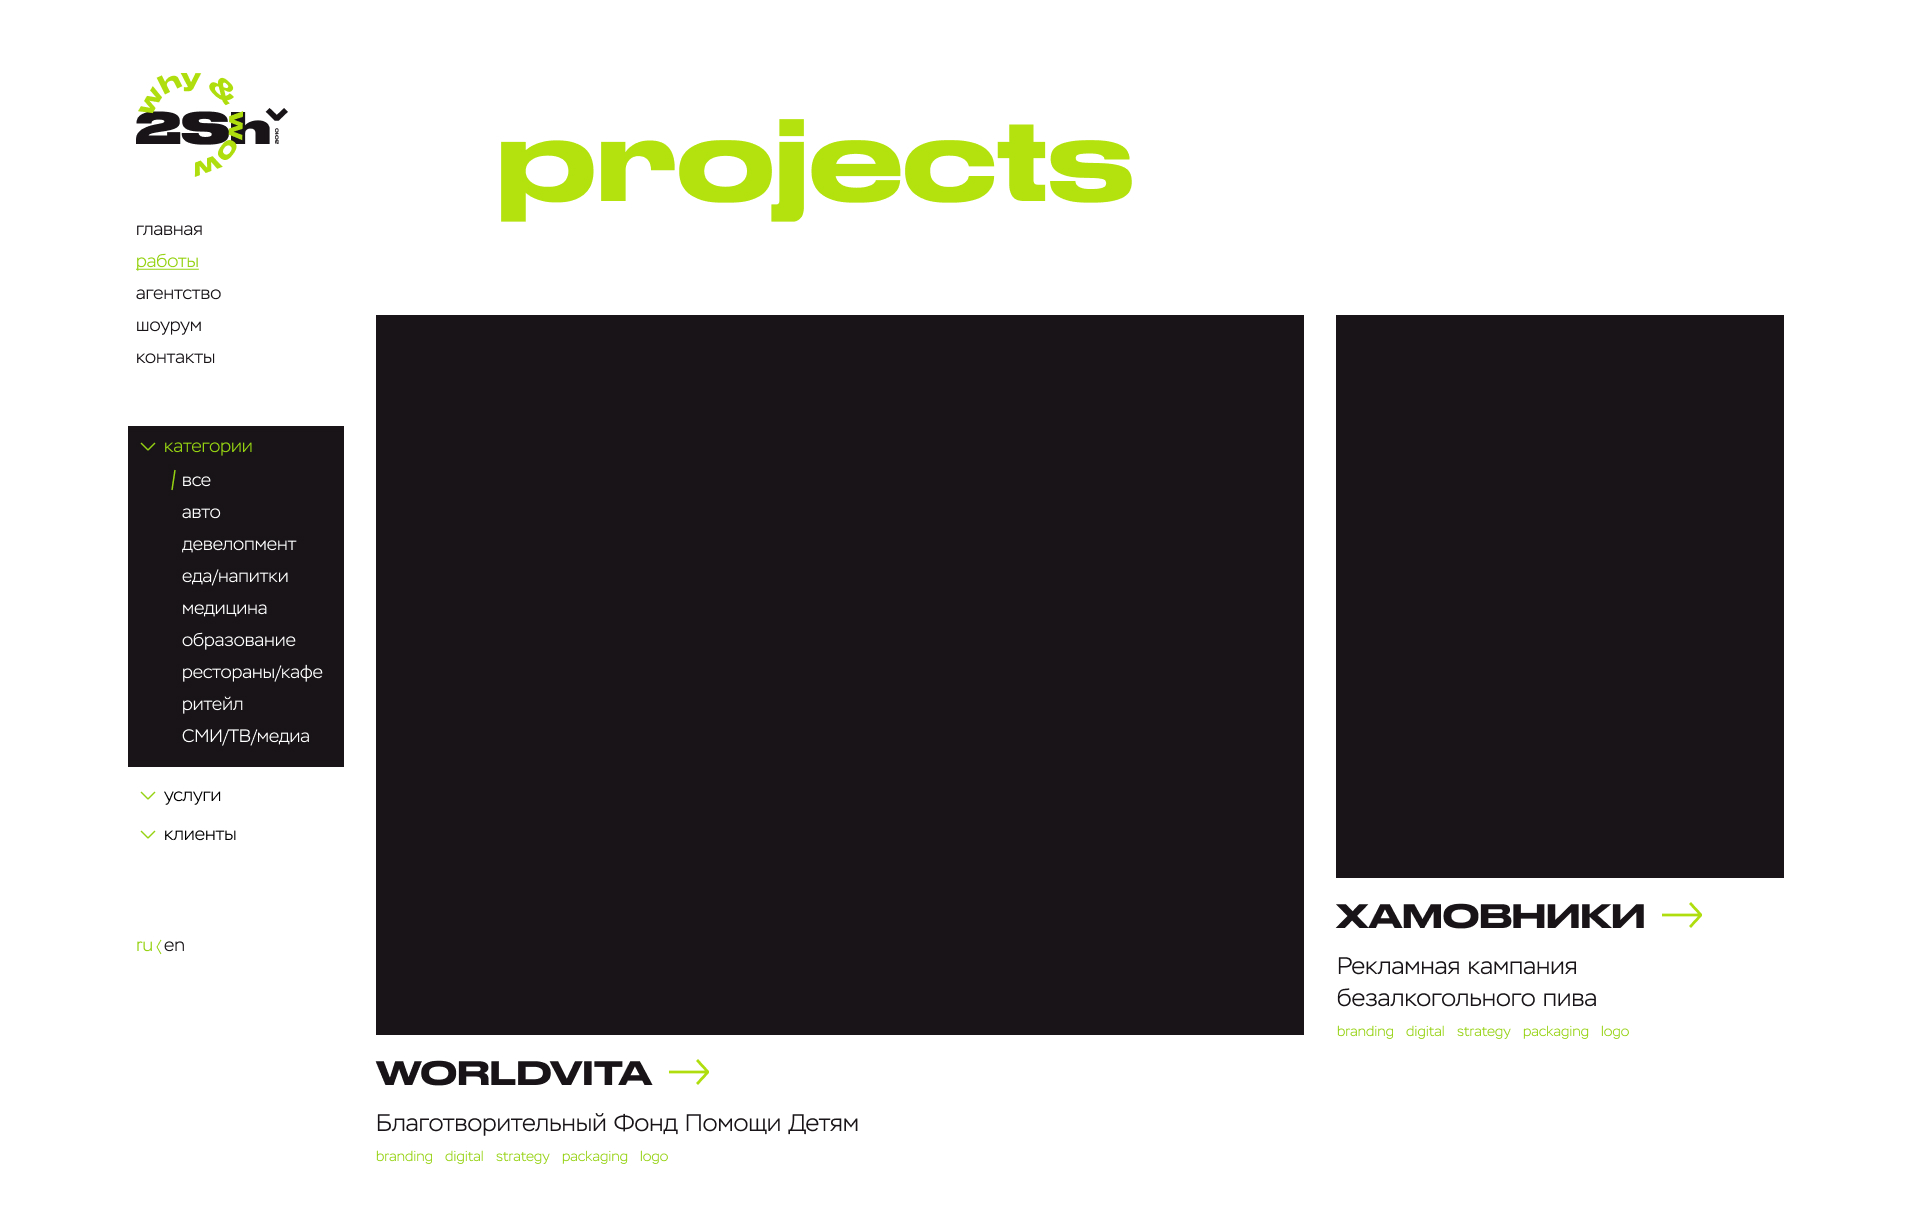 why &
2Sh
wow
projects
главная
работы
агентство
шоурум
контакты
категории
/ все
авто
девелопмент
еда/напитки
медицина
образование
рестораны/кафе
ритейл
СМИ/ТВ/медиа
услуги
клиенты
ru en
WORLDVITA
Благотворительный Фонд Помощи Детям
branding digital strategy packaging logo
ХАМОВНИКИ
Рекламная кампания
безалкогольного пива
branding digital strategy packaging logo